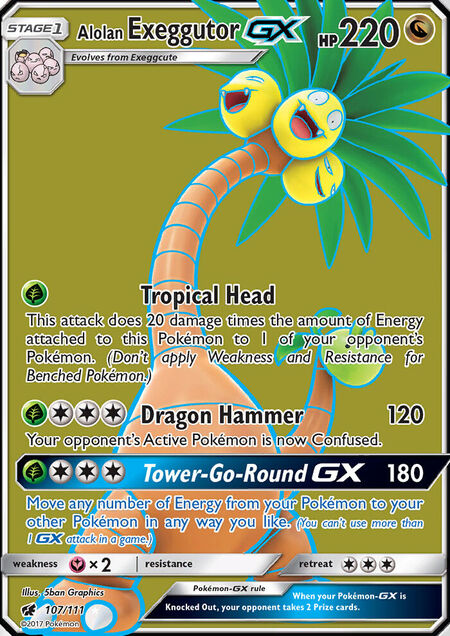 STAGE1 Alolan Exeggutor GX HP220
Evolves from Exeggcute
Tropical Head
This attack does 20 damage times the amount of Energy
attached to this Pokémon to 1 of your opponent's
Pokémon. (Don't apply Weakness and Resistance for
Benched Pokémon.)
Dragon Hammer 120
Your opponent's Active Pokémon is now Confused.
Tower-Go-Round GX 180
Move any number of Energy from your Pokémon to your
other Pokémon in any way you like. (You can't use more than
1 GX attack in a game.)
weakness ×2 resistance retreat
Illus. 5ban Graphics
107/111
©2017 Pokémon
Pokémon-GX rule
When your Pokémon-GX is
Knocked Out, your opponent takes 2 Prize cards.